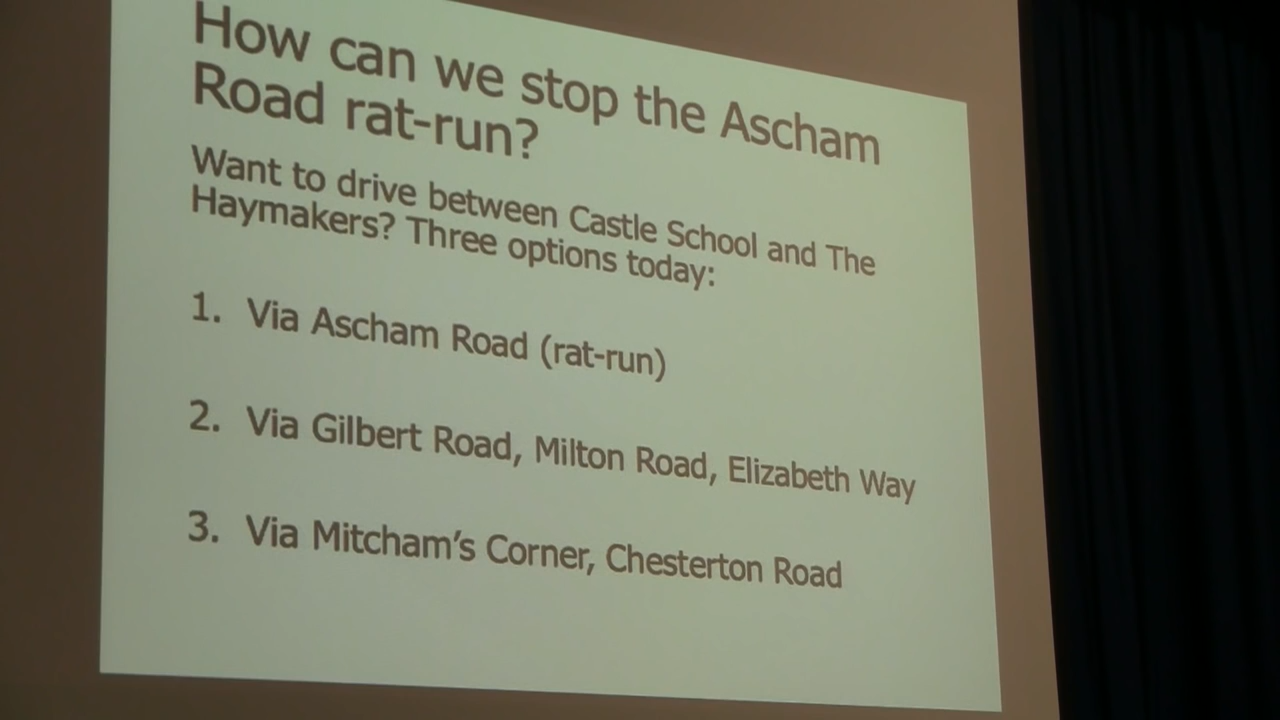 How can we stop the Ascham
Road rat-run?
Want to drive between Castle School and The
Haymakers? Three options today:
1. Via Ascham Road (rat-run)
2. Via Gilbert Road, Milton Road, Elizabeth Way
3. Via Mitcham's Corner, Chesterton Road